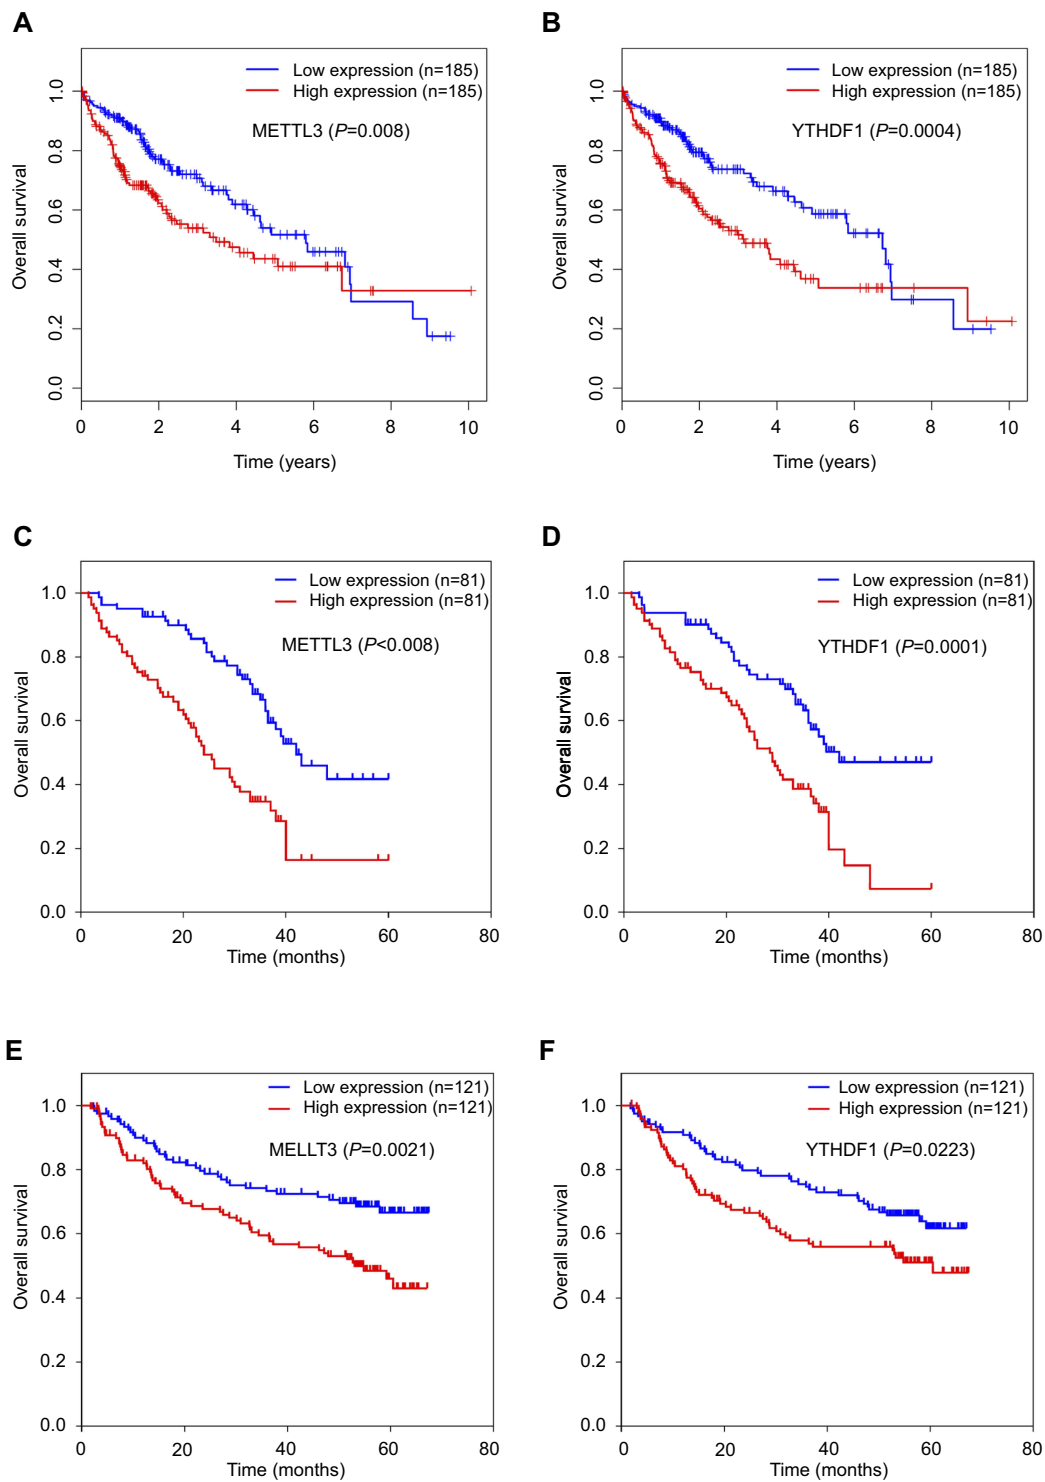 A
Low expression (n=185)
High expression (n=185)
METTL3 (P=0.008)
Overall survival
1.0
0.8
0.6
0.4
0.2
0.0
0 2 4 6 8 10
Time (years)
B
Low expression (n=185)
High expression (n=185)
YTHDF1 (P=0.0004)
Overall survival
1.0
0.8
0.6
0.4
0.2
0.0
0 2 4 6 8 10
Time (years)
C
Low expression (n=81)
High expression (n=81)
METTL3 (P<0.008)
Overall survival
1.0
0.8
0.6
0.4
0.2
0.0
0 20 40 60 80
Time (months)
D
Low expression (n=81)
High expression (n=81)
YTHDF1 (P=0.0001)
Overall survival
1.0
0.8
0.6
0.4
0.2
0.0
0 20 40 60 80
Time (months)
E
Low expression (n=121)
High expression (n=121)
MELLT3 (P=0.0021)
Overall survival
1.0
0.8
0.6
0.4
0.2
0.0
0 20 40 60 80
Time (months)
F
Low expression (n=121)
High expression (n=121)
YTHDF1 (P=0.0223)
Overall survival
1.0
0.8
0.6
0.4
0.2
0.0
0 20 40 60 80
Time (months)